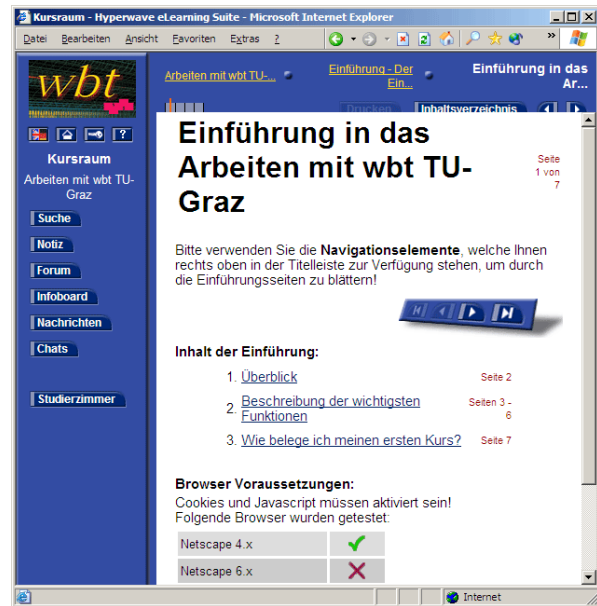 Kursraum - Hyperwave eLearning Suite - Microsoft Internet Explorer
Datei Bearbeiten Ansicht Favoriten Extras ? »
wbt
Arbeiten mit wbt TU-...
Einführung - Der
Ein...
Einführung in das
Ar...
Drucken Inhaltsverzeichnis
?
Kursraum
Arbeiten mit wbt TU-
Graz
Suche
Notiz
Forum
Infoboard
Nachrichten
Chats
Studierzimmer
Einführung in das
Arbeiten mit wbt TU-
Graz
Seite
1 von
7
Bitte verwenden Sie die Navigationselemente, welche Ihnen
rechts oben in der Titelleiste zur Verfügung stehen, um durch
die Einführungsseiten zu blättern!
Inhalt der Einführung:
1. Überblick Seite 2
2. Beschreibung der wichtigsten
Funktionen
Seiten 3 -
6
3. Wie belege ich meinen ersten Kurs? Seite 7
Browser Voraussetzungen:
Cookies und Javascript müssen aktiviert sein!
Folgende Browser wurden getestet:
Netscape 4.x
Netscape 6.x
Internet